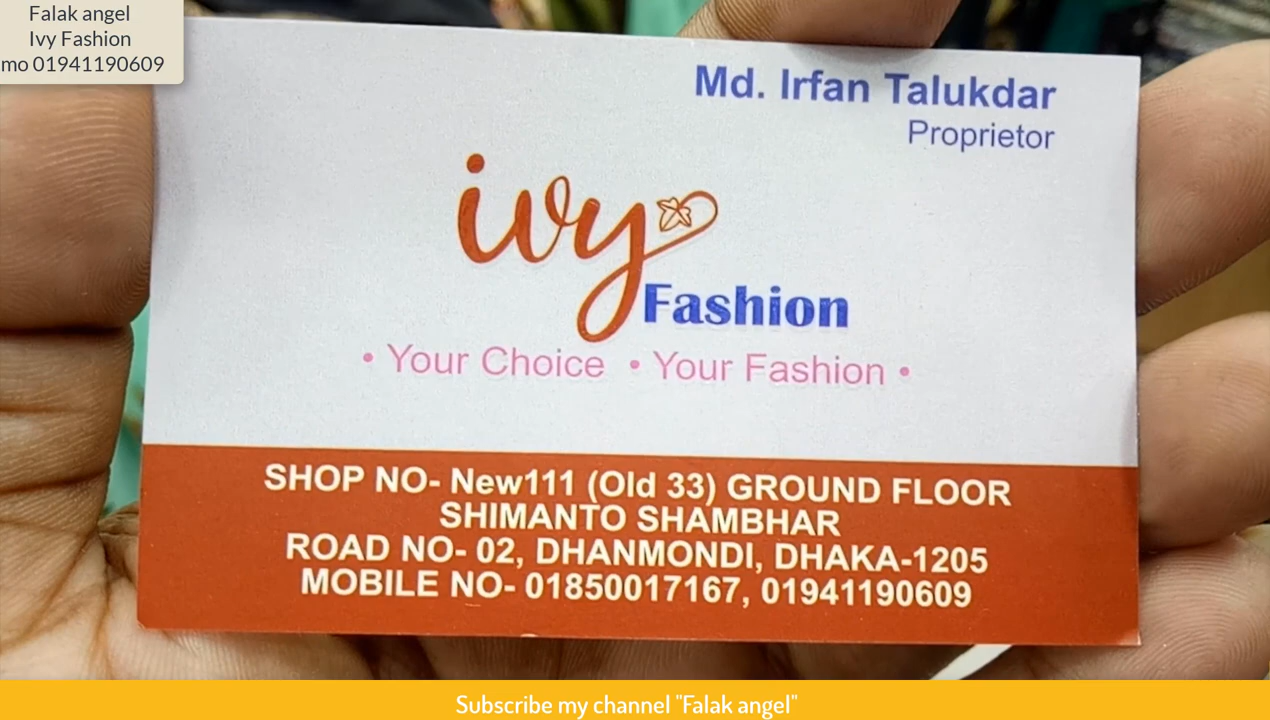 Falak angel
Ivy Fashion
mo 01941190609
Md. Irfan Talukdar
Proprietor
ivy
Fashion
• Your Choice • Your Fashion •
SHOP NO- New111 (Old 33) GROUND FLOOR
SHIMANTO SHAMBHAR
ROAD NO- 02, DHANMONDI, DHAKA-1205
MOBILE NO- 01850017167, 01941190609
Subscribe my channel "Falak angel"